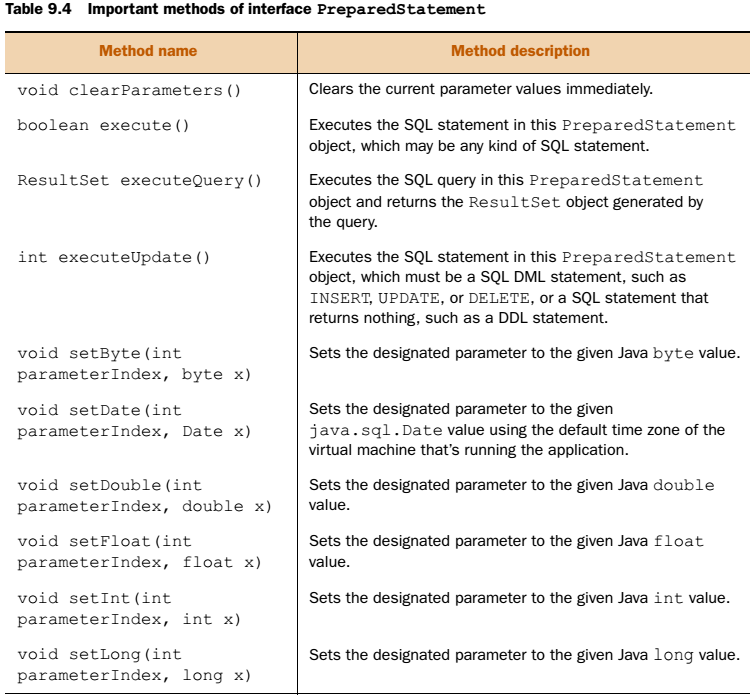 Table 9.4 Important methods of interface PreparedStatement
Method name
Method description
void clearParameters()
Clears the current parameter values immediately.
boolean execute()
Executes the SQL statement in this PreparedStatement
object, which may be any kind of SQL statement.
ResultSet executeQuery()
Executes the SQL query in this PreparedStatement
object and returns the ResultSet object generated by
the query.
int executeUpdate()
Executes the SQL statement in this PreparedStatement
object, which must be a SQL DML statement, such as
INSERT, UPDATE, or DELETE, or a SQL statement that
returns nothing, such as a DDL statement.
void setByte(int
parameterIndex, byte x)
Sets the designated parameter to the given Java byte value.
void setDate(int
parameterIndex, Date x)
Sets the designated parameter to the given
java.sql.Date value using the default time zone of the
virtual machine that's running the application.
void setDouble(int
parameterIndex, double x)
Sets the designated parameter to the given Java double
value.
void setFloat(int
parameterIndex, float x)
Sets the designated parameter to the given Java float
value.
void setInt(int
parameterIndex, int x)
Sets the designated parameter to the given Java int value.
void setLong(int
parameterIndex, long x)
Sets the designated parameter to the given Java long value.